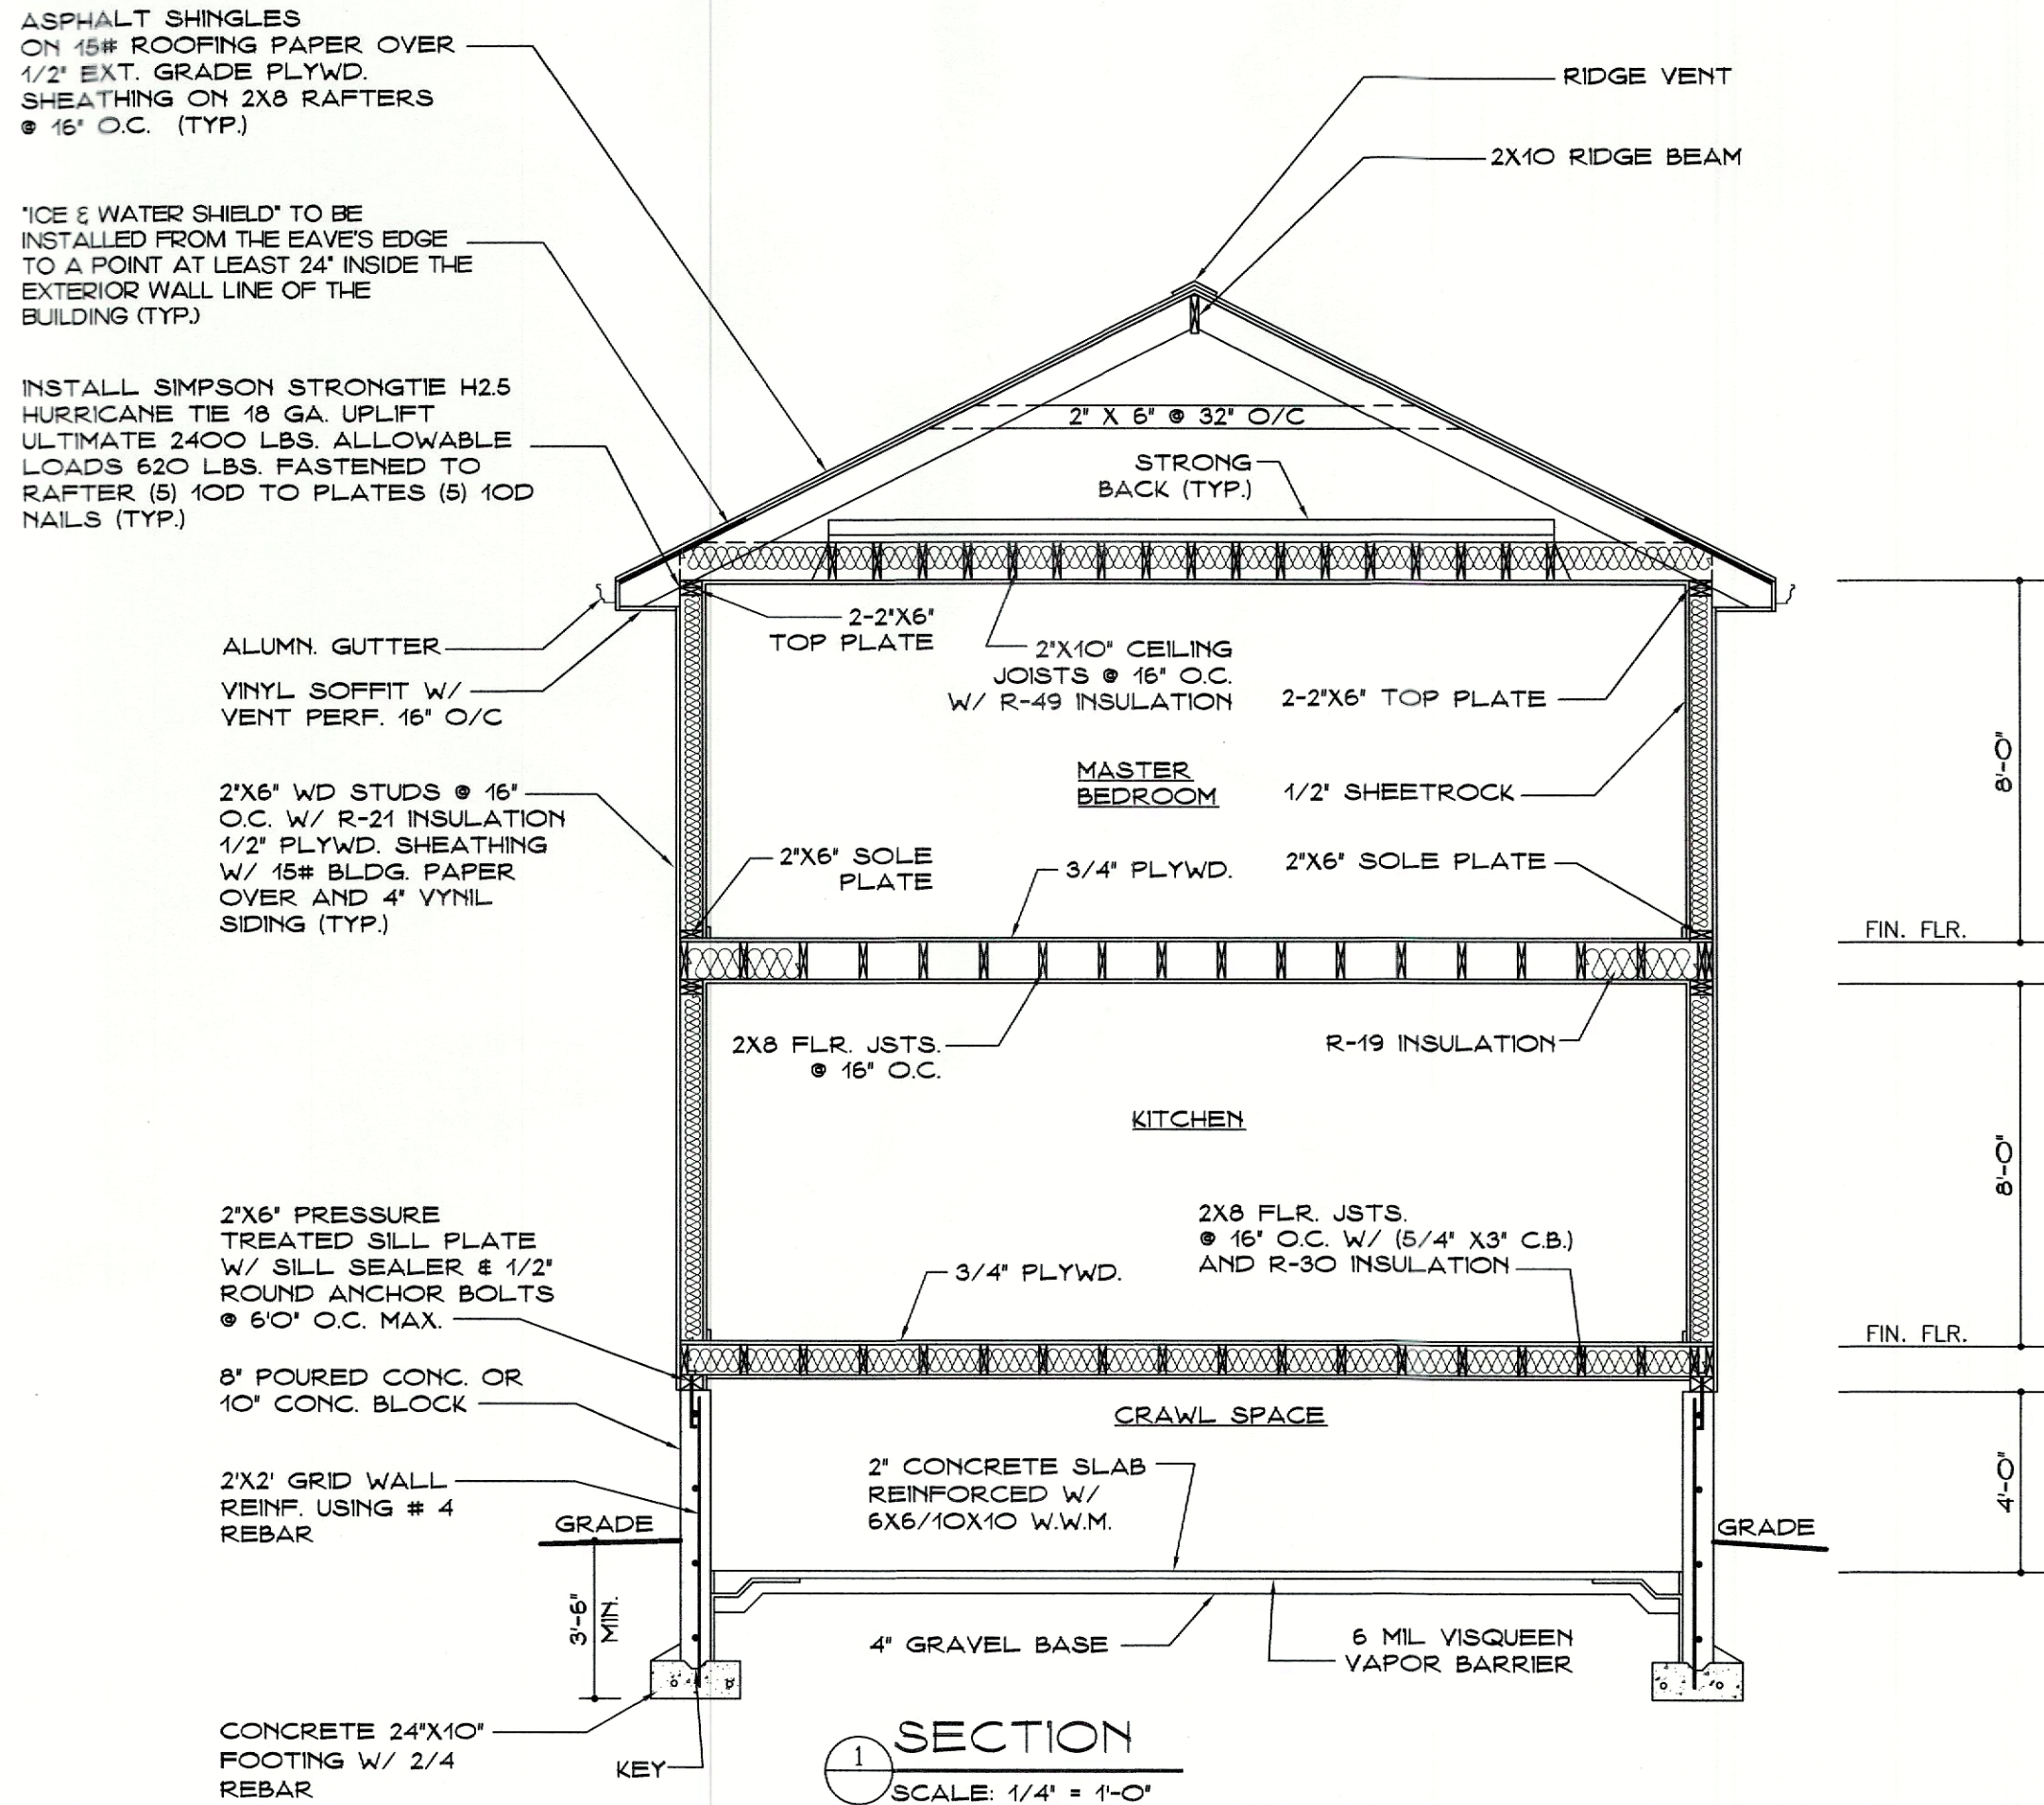 ASPHALT SHINGLES
ON 15# ROOFING PAPER OVER
1/2" EXT. GRADE PLYWD.
SHEATHING ON 2X8 RAFTERS
@ 16" O.C. (TYP.)
"ICE & WATER SHIELD" TO BE
INSTALLED FROM THE EAVE'S EDGE
TO A POINT AT LEAST 24" INSIDE THE
EXTERIOR WALL LINE OF THE
BUILDING (TYP.)
INSTALL SIMPSON STRONGTIE H2.5
HURRICANE TIE 18 GA. UPLIFT
ULTIMATE 2400 LBS. ALLOWABLE
LOADS 620 LBS. FASTENED TO
RAFTER (5) 10D TO PLATES (5) 10D
NAILS (TYP.)
RIDGE VENT
2X10 RIDGE BEAM
2" X 6" @ 32" O/C
STRONG
BACK (TYP.)
ALUMN. GUTTER
VINYL SOFFIT W/
VENT PERF. 16" O/C
2-2"X6"
TOP PLATE
2"X10" CEILING
JOISTS @ 16" O.C.
W/ R-49 INSULATION
2-2"X6" TOP PLATE
MASTER
BEDROOM
1/2" SHEETROCK
8'-0"
2"X6" WD STUDS @ 16"
O.C. W/ R-21 INSULATION
1/2" PLYWD. SHEATHING
W/ 15# BLDG. PAPER
OVER AND 4" VYNIL
SIDING (TYP.)
2"X6" SOLE
PLATE
3/4" PLYWD.
2"X6" SOLE PLATE
FIN. FLR.
2X8 FLR. JSTS.
@ 16" O.C.
R-19 INSULATION
KITCHEN
8'-0"
2"X6" PRESSURE
TREATED SILL PLATE
W/ SILL SEALER & 1/2"
ROUND ANCHOR BOLTS
@ 6'0" O.C. MAX.
3/4" PLYWD.
2X8 FLR. JSTS.
@ 16" O.C. W/ (5/4" X3" C.B.)
AND R-30 INSULATION
FIN. FLR.
8" POURED CONC. OR
10" CONC. BLOCK
CRAWL SPACE
2'X2' GRID WALL
REINF. USING # 4
REBAR
2" CONCRETE SLAB
REINFORCED W/
6X6/10X10 W.W.M.
4'-0"
GRADE
GRADE
3'-6"
MIN.
4" GRAVEL BASE
6 MIL VISQUEEN
VAPOR BARRIER
CONCRETE 24"X10"
FOOTING W/ 2/4
REBAR
KEY
1
SECTION
SCALE: 1/4" = 1'-0"